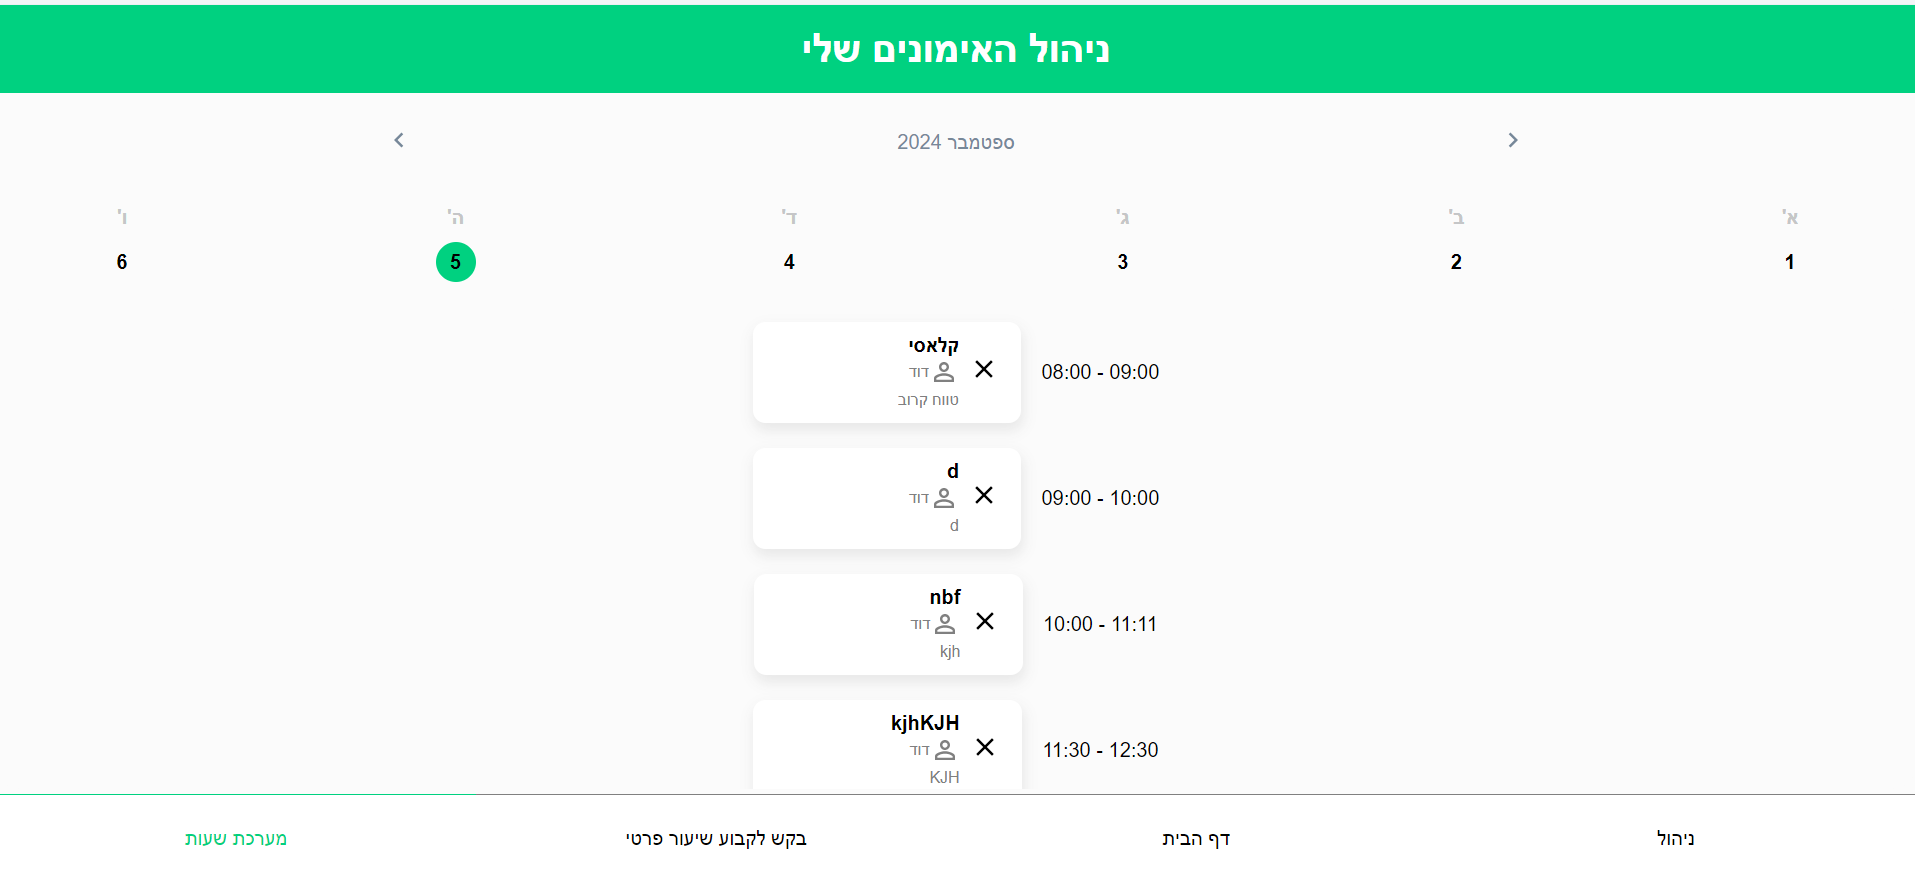 ניהול האימונים שלי
ספטמבר 2024
א' ב' ג' ד' ה' ו'
1 2 3 4 5 6
08:00 - 09:00
קלאסי
דוד
טווח קרוב
09:00 - 10:00
d
דוד
d
10:00 - 11:11
nbf
דוד
kjh
11:30 - 12:30
kjhKJH
דוד
KJH
ניהול
דף הבית
בקש לקבוע שיעור פרטי
מערכת שעות